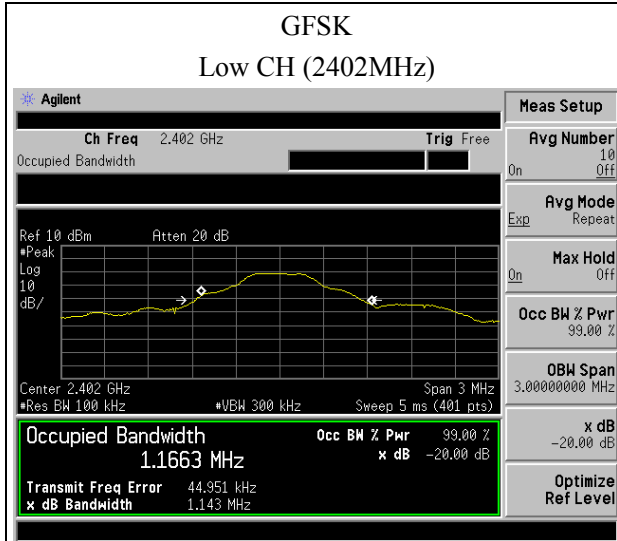 GFSK
Low CH (2402MHz)
Agilent
Meas Setup
Ch Freq 2.402 GHz Trig Free
Occupied Bandwidth
Avg Number
10
On Off
Avg Mode
Exp Repeat
Max Hold
On Off
Occ BW % Pwr
99.00 %
OBW Span
3.00000000 MHz
x dB
-20.00 dB
Optimize
Ref Level
Ref 10 dBm Atten 20 dB
#Peak
Log
10
dB/
Center 2.402 GHz Span 3 MHz
#Res BW 100 kHz #VBW 300 kHz Sweep 5 ms (401 pts)
Occupied Bandwidth Occ BW % Pwr 99.00 %
1.1663 MHz x dB -20.00 dB
Transmit Freq Error 44.951 kHz
x dB Bandwidth 1.143 MHz